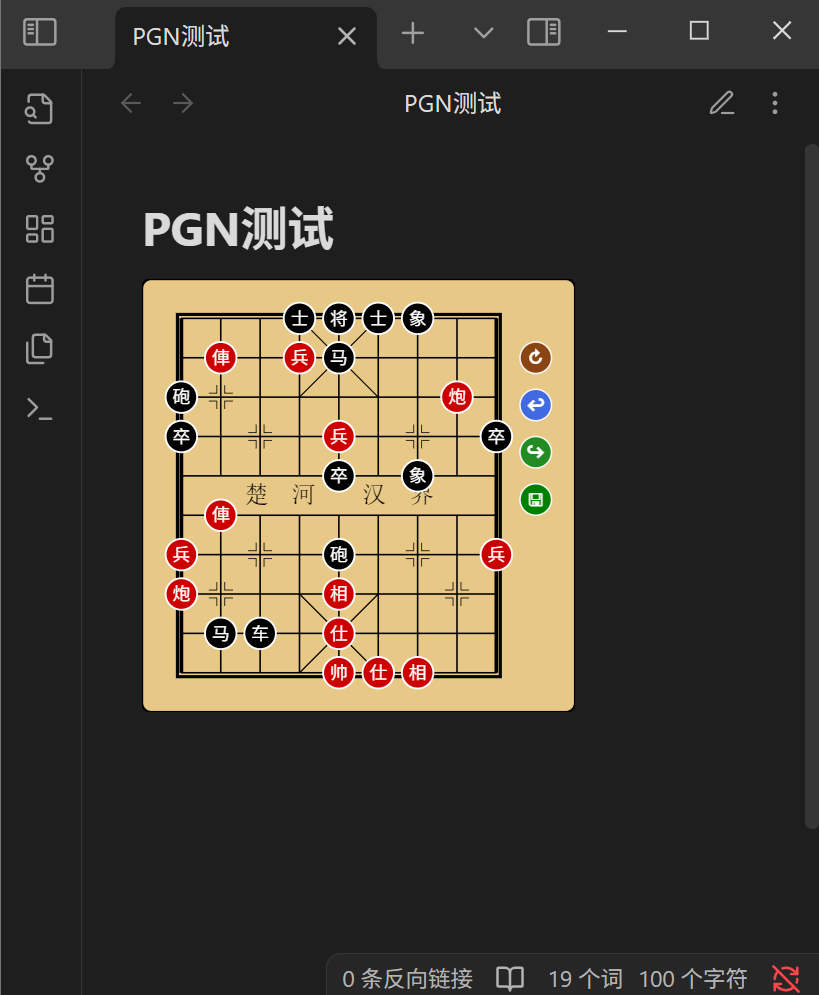 PGN测试
PGN测试
PGN测试
士 将 士 象
俥 兵 马
砲 炮
卒 兵 卒
卒 象
楚 河 汉 界
俥
兵 砲 兵
炮 相
马 车 仕
帅 仕 相
0 条反向链接 19 个词 100 个字符